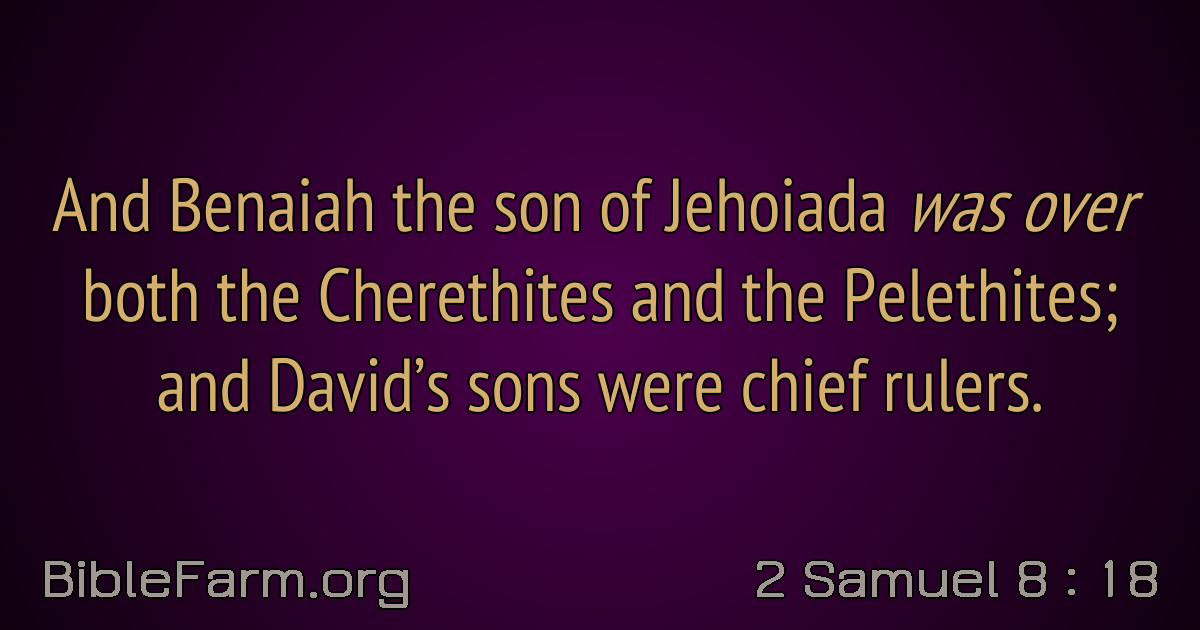 And Benaiah the son of Jehoiada was over
both the Cherethites and the Pelethites;
and David’s sons were chief rulers.
BibleFarm.org
2 Samuel 8 : 18